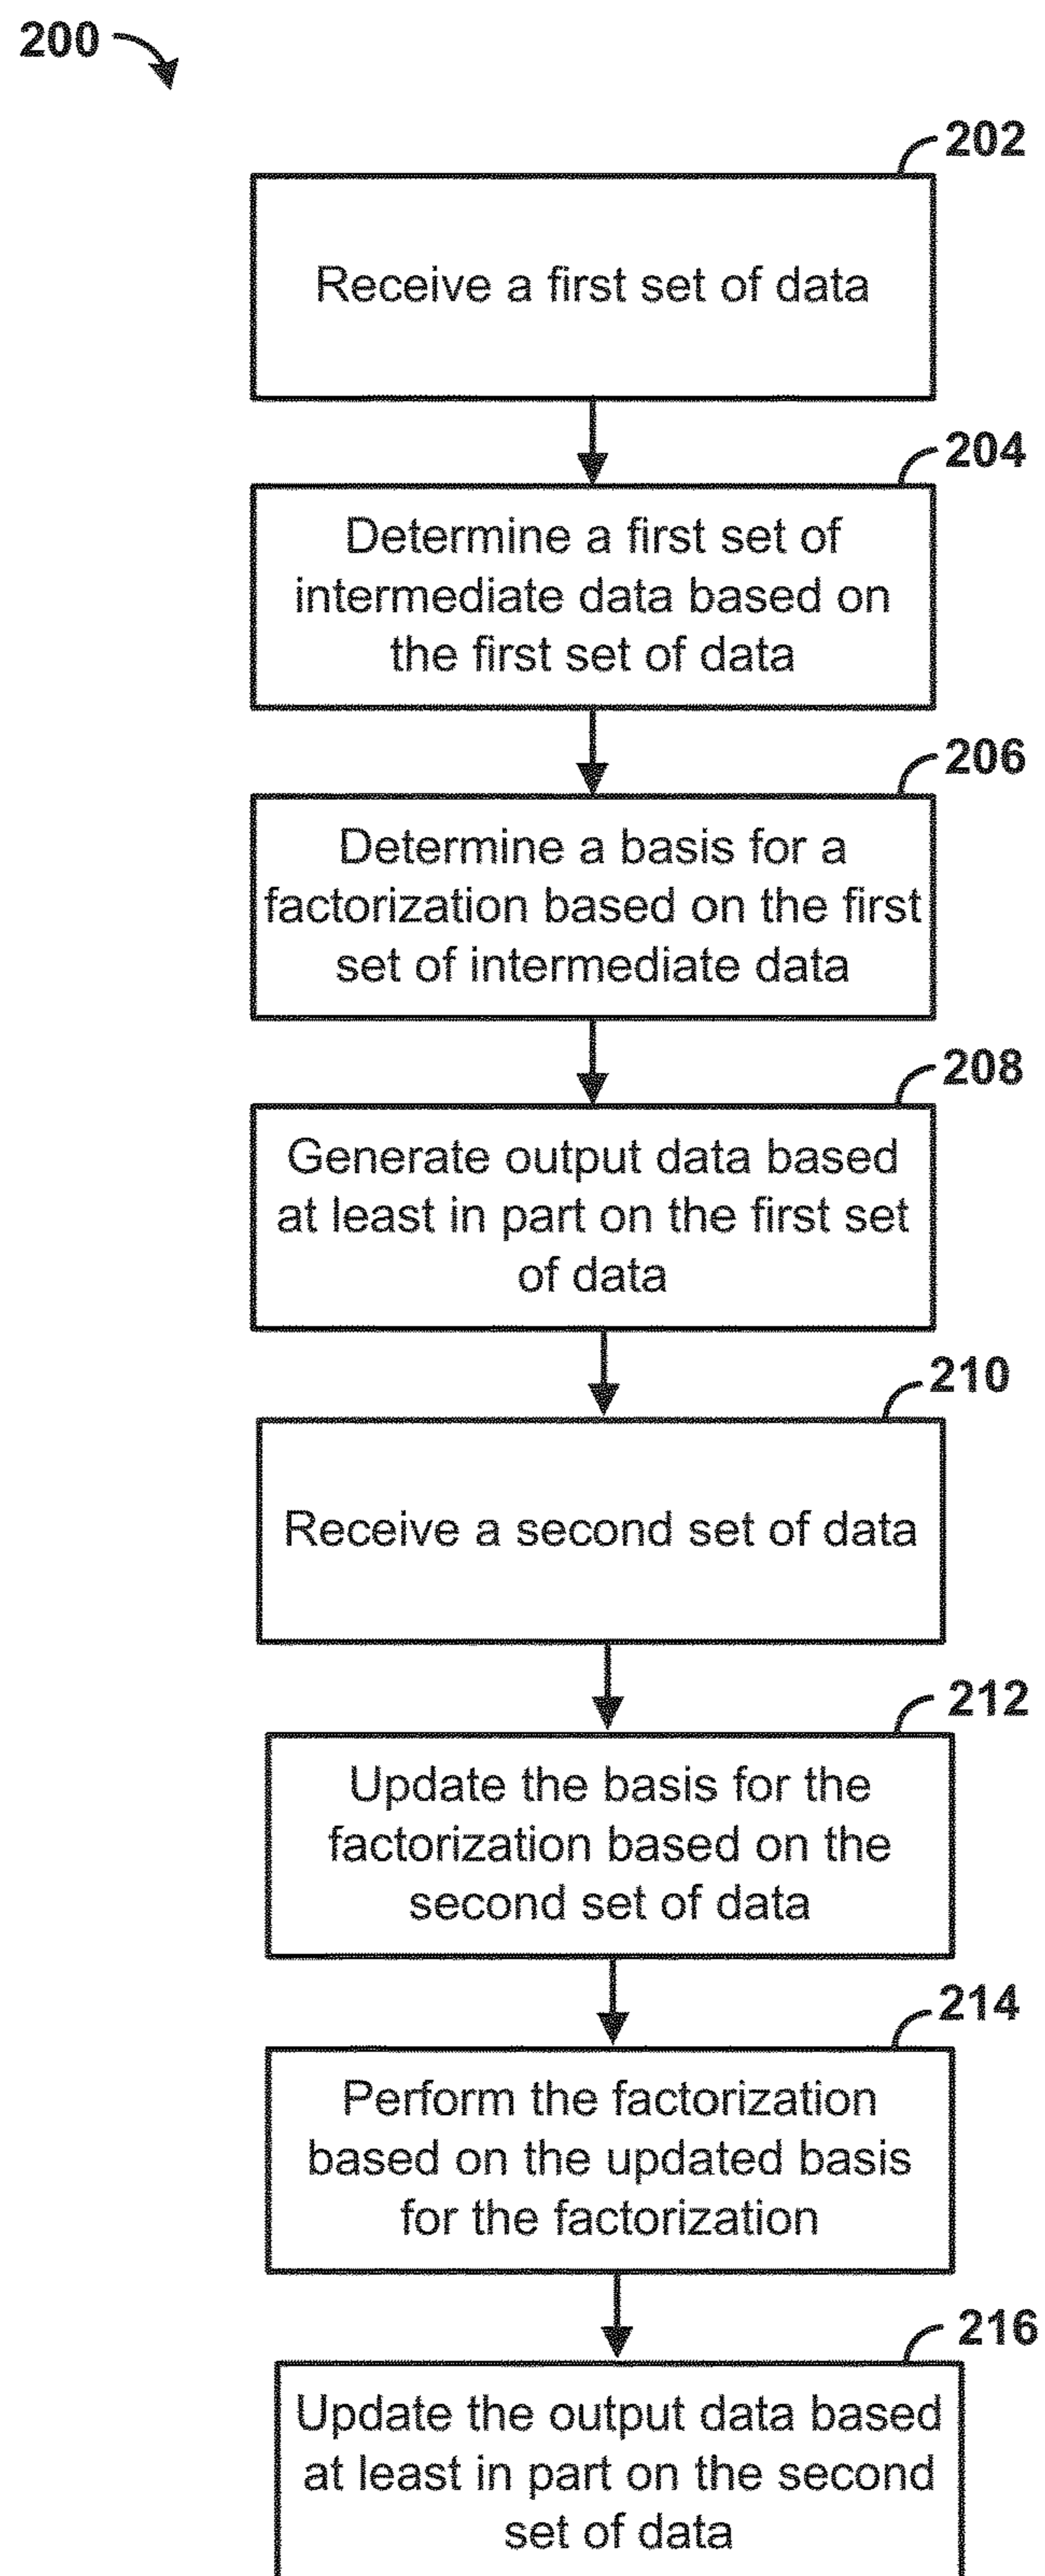 200
202
Receive a first set of data
204
Determine a first set of
intermediate data based on
the first set of data
206
Determine a basis for a
factorization based on the first
set of intermediate data
208
Generate output data based
at least in part on the first set
of data
210
Receive a second set of data
212
Update the basis for the
factorization based on the
second set of data
214
Perform the factorization
based on the updated basis
for the factorization
216
Update the output data based
at least in part on the second
set of data